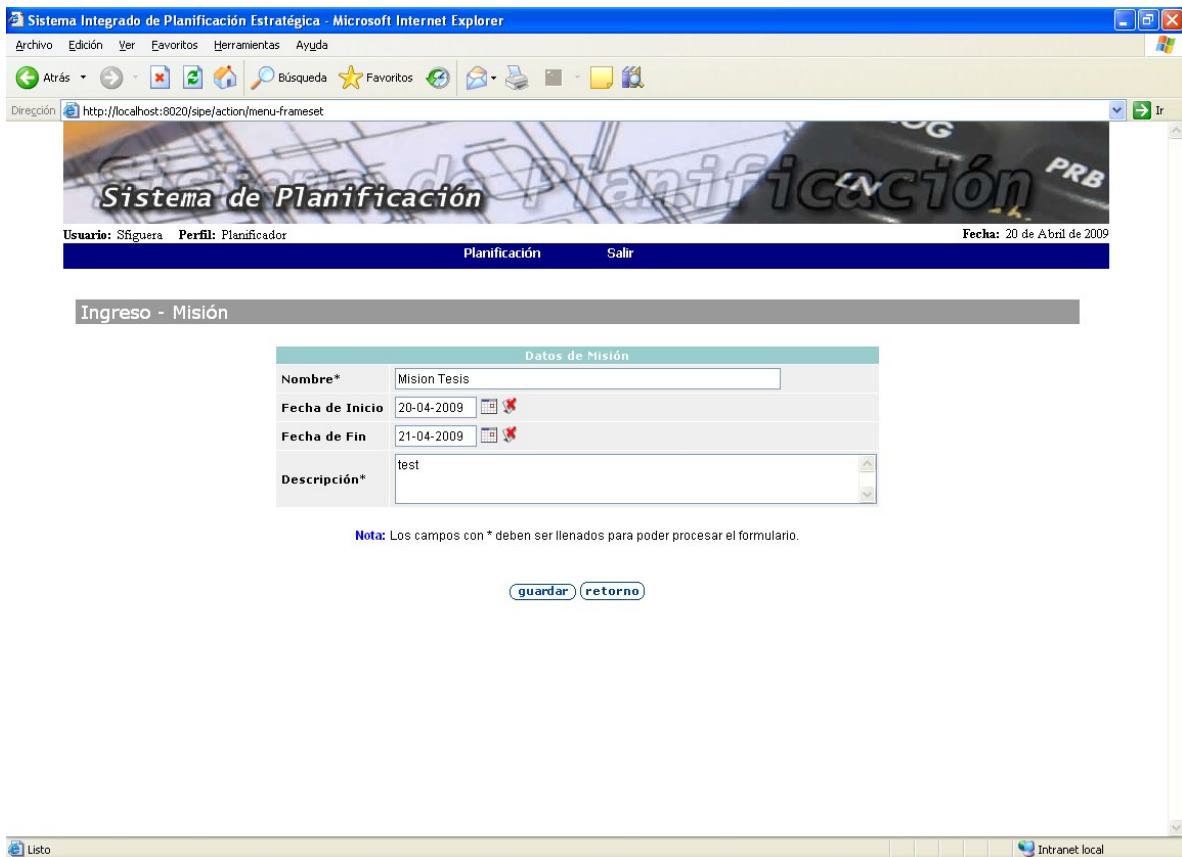 Sistema Integrado de Planificación Estratégica - Microsoft Internet Explorer
Archivo Edición Ver Favoritos Herramientas Ayuda
Atrás Búsqueda Favoritos
Dirección http://localhost:8020/sipe/action/menu-frameset Ir
Sistema de Planificación
Sistema de Planificación
LN PRB
Usuario: Sfiguera Perfil: Planificador Fecha: 20 de Abril de 2009
Planificación Salir
Ingreso - Misión
Datos de Misión
Nombre* Mision Tesis
Fecha de Inicio 20-04-2009
Fecha de Fin 21-04-2009
Descripción* test
Nota: Los campos con * deben ser llenados para poder procesar el formulario.
guardar retorno
Listo Intranet local